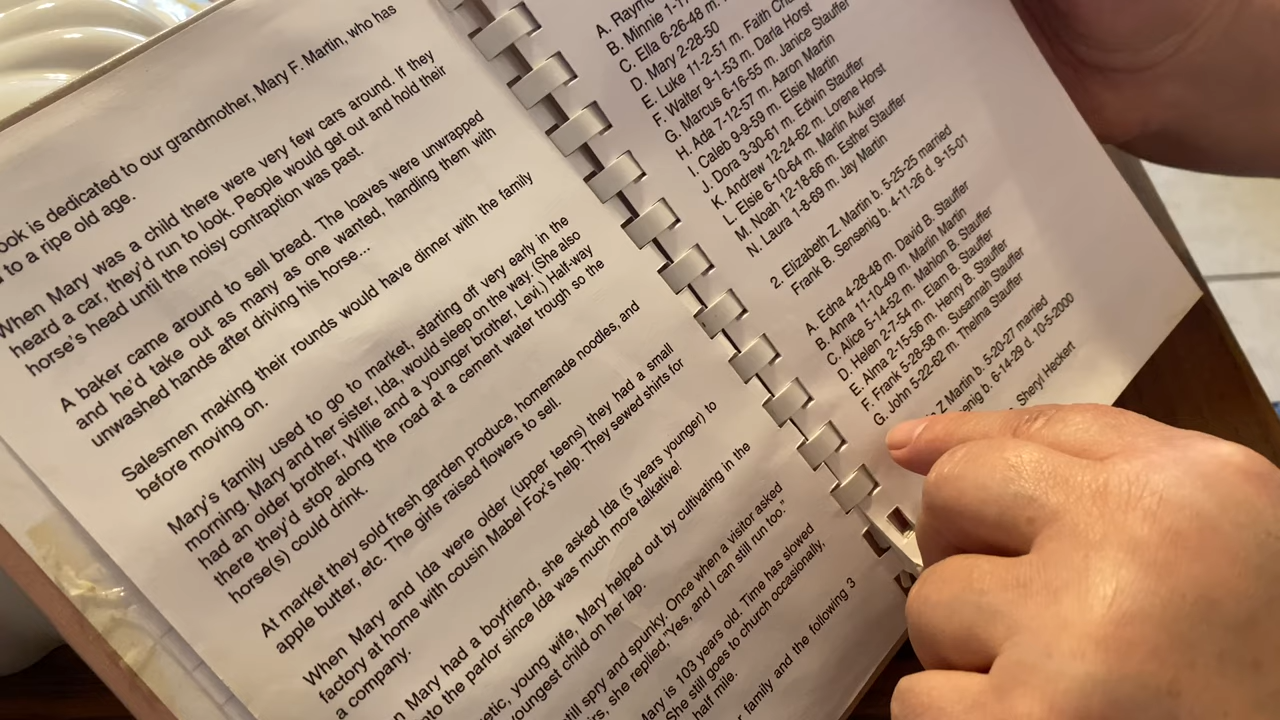 ook is dedicated to our grandmother, Mary F. Martin, who has
to a ripe old age.
When Mary was a child there were very few cars around. If they
heard a car, they'd run to look. People would get out and hold their
horse's head until the noisy contraption was past.
A baker came around to sell bread. The loaves were unwrapped
and he'd take out as many as one wanted, handling them with
unwashed hands after driving his horse...
Salesmen making their rounds would have dinner with the family
before moving on.
Mary's family used to go to market, starting off very early in the
morning. Mary and her sister, Ida, would sleep on the way. (She also
had an older brother, Willie and a younger brother, Levi.) Half-way
there they'd stop along the road at a cement water trough so the
horse(s) could drink.
At market they sold fresh garden produce, homemade noodles, and
apple butter, etc. The girls raised flowers to sell.
When Mary and Ida were older (upper teens) they had a small
factory at home with cousin Mabel Fox's help. They sewed shirts for
a company.
n Mary had a boyfriend, she asked Ida (5 years younger) to
nto the parlor since Ida was much more talkative!
etic, young wife, Mary helped out by cultivating in the
youngest child on her lap.
still spry and spunky. Once when a visitor asked
rs, she replied,"Yes, and I can still run too."
Mary is 103 years old. Time has slowed
She still goes to church occasionally,
half mile.
r family and the following 3
A. Raymo
B. Minnie 1-1
C. Ella 6-26-48 m.
D. Mary 2-28-50
E. Luke 11-2-51 m. Faith
F. Walter 9-1-53 m. Darla Horst
G. Marcus 6-16-55 m. Janice Stauffer
H. Ada 7-12-57 m. Aaron Martin
I. Caleb 9-9-59 m. Elsie Martin
J. Dora 3-30-61 m. Edwin Stauffer
K. Andrew 12-24-62 m. Lorene Horst
L. Elsie 6-10-64 m. Marlin Auker
M. Noah 12-18-66 m. Esther Stauffer
N. Laura 1-8-69 m. Jay Martin
2. Elizabeth Z. Martin b. 5-25-25 married
Frank B. Sensenig b. 4-11-26 d. 9-15-01
A. Edna 4-28-48 m. David B. Stauffer
B. Anna 11-10-49 m. Marlin Martin
C. Alice 5-14-52 m. Mahlon B. Stauffer
D. Helen 2-7-54 m. Elam B. Stauffer
E. Alma 2-15-56 m. Henry B. Stauffer
F. Frank 5-28-58 m. Susannah Stauffer
G. John 5-22-62 m. Thelma Stauffer
Z Martin b. 5-20-27 married
enig b. 6-14-29 d. 10-5-2000
Sheryl Heckert